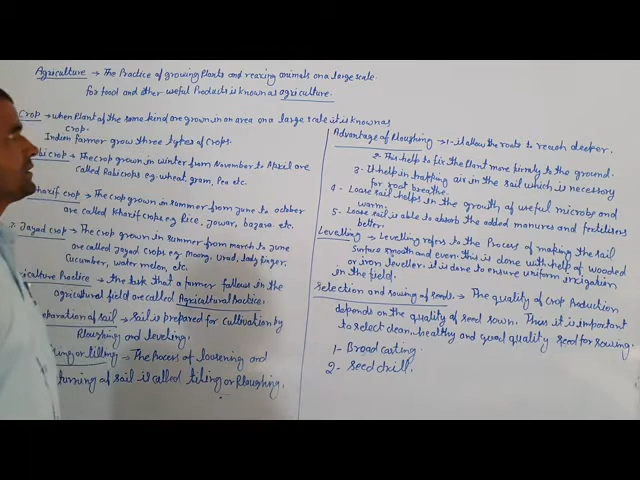 Agriculture → The Practice of growing Plants and rearing animals on a large scale
for food and other useful Products is known as agriculture.
Crop → when Plant of the same kind are grown in an area on a large scale it is known as
crop.
Indian farmer grow three types of crops.
Rabi crop → The crop grown in winter from November to April are
called Rabi crops e.g. wheat, gram, Pea etc.
Kharif crop → The crop grown in summer from June to october
are called kharif crops e.g Rice, Jowar, bajara etc.
Jayad crop → The crop grown in summer from march to June
are called Jayad crops e.g. Moong, Urad, lady finger,
Cucumber, water melon, etc.
riculture Practice → the task that a farmer follows in the
agricultural field are called Agricultural Practice.
eparation of soil → soil is prepared for cultivation by
Ploughing and leveling.
or tilling → The Process of loosening and
turning of soil is called tilling or Ploughing.
Advantage of Ploughing → 1- it allow the roots to reach deeper.
2. This help to fix the Plant more firmly to the ground.
3. It help in trapping air in the soil which is necessary
for root breathe.
4. Loose soil helps in the growth of useful microbs and
warm.
5. Loose soil is able to absorb the added manures and fretilisers
better.
Levelling → Levelling refers to the Process of making the soil
Surface smooth and even. this is done with help of wooded
or iron leveller. it is done to ensure uniform irrigation
in the field.
Selection and sowing of seeds. → The quality of crop Production
depends on the quality of seed sown. Thus it is important
to select clean, healthy and good quality seed for sowing.
1- Broad casting
2- Seed drill.